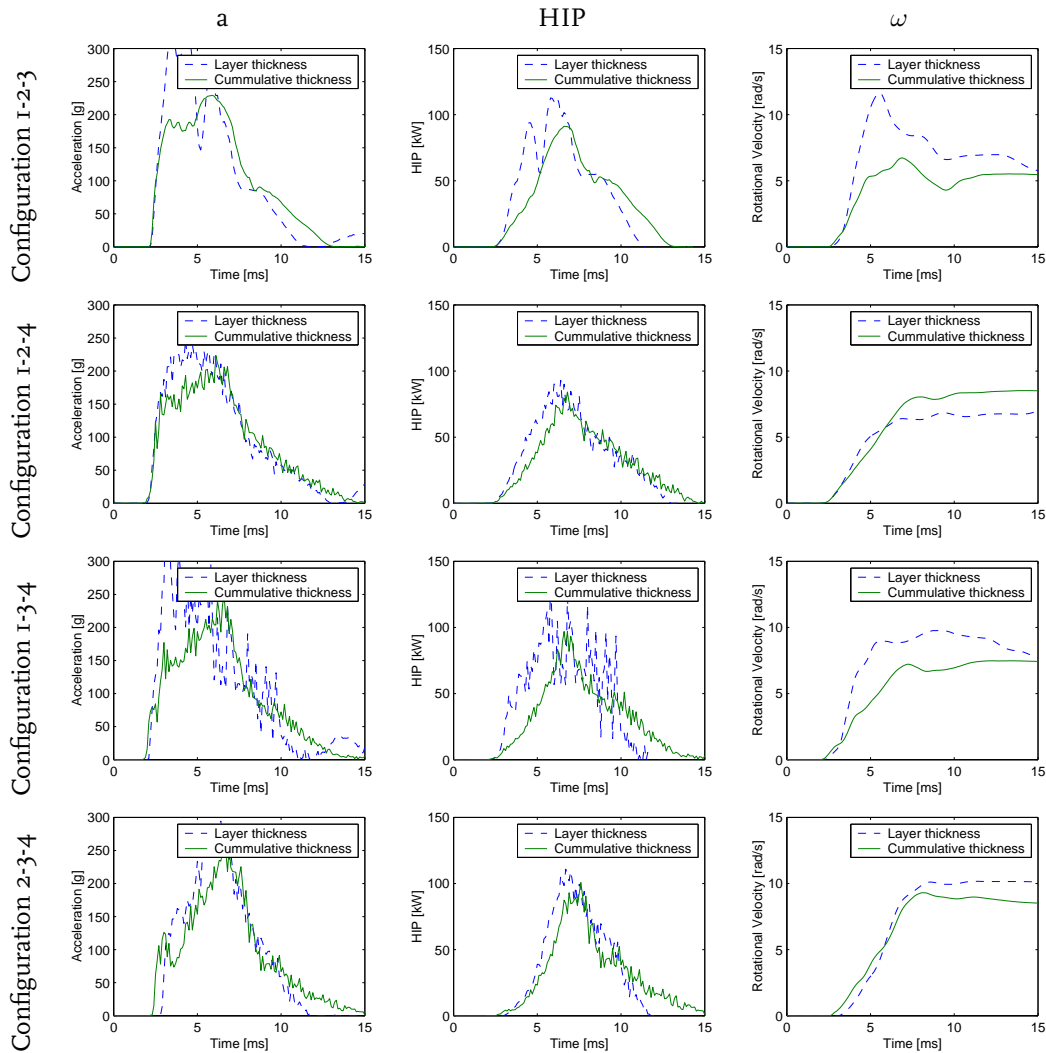 a HIP ω
Configuration 1-2-3
300
250
200
150
100
50
0
0 5 10 15
Acceleration [g]
Time [ms]
Layer thickness
Cummulative thickness
150
100
50
0
0 5 10 15
HIP [kW]
Time [ms]
Layer thickness
Cummulative thickness
15
10
5
0
0 5 10 15
Rotational Velocity [rad/s]
Time [ms]
Layer thickness
Cummulative thickness
Configuration 1-2-4
300
250
200
150
100
50
0
0 5 10 15
Acceleration [g]
Time [ms]
Layer thickness
Cummulative thickness
150
100
50
0
0 5 10 15
HIP [kW]
Time [ms]
Layer thickness
Cummulative thickness
15
10
5
0
0 5 10 15
Rotational Velocity [rad/s]
Time [ms]
Layer thickness
Cummulative thickness
Configuration 1-3-4
300
250
200
150
100
50
0
0 5 10 15
Acceleration [g]
Time [ms]
Layer thickness
Cummulative thickness
150
100
50
0
0 5 10 15
HIP [kW]
Time [ms]
Layer thickness
Cummulative thickness
15
10
5
0
0 5 10 15
Rotational Velocity [rad/s]
Time [ms]
Layer thickness
Cummulative thickness
Configuration 2-3-4
300
250
200
150
100
50
0
0 5 10 15
Acceleration [g]
Time [ms]
Layer thickness
Cummulative thickness
150
100
50
0
0 5 10 15
HIP [kW]
Time [ms]
Layer thickness
Cummulative thickness
15
10
5
0
0 5 10 15
Rotational Velocity [rad/s]
Time [ms]
Layer thickness
Cummulative thickness